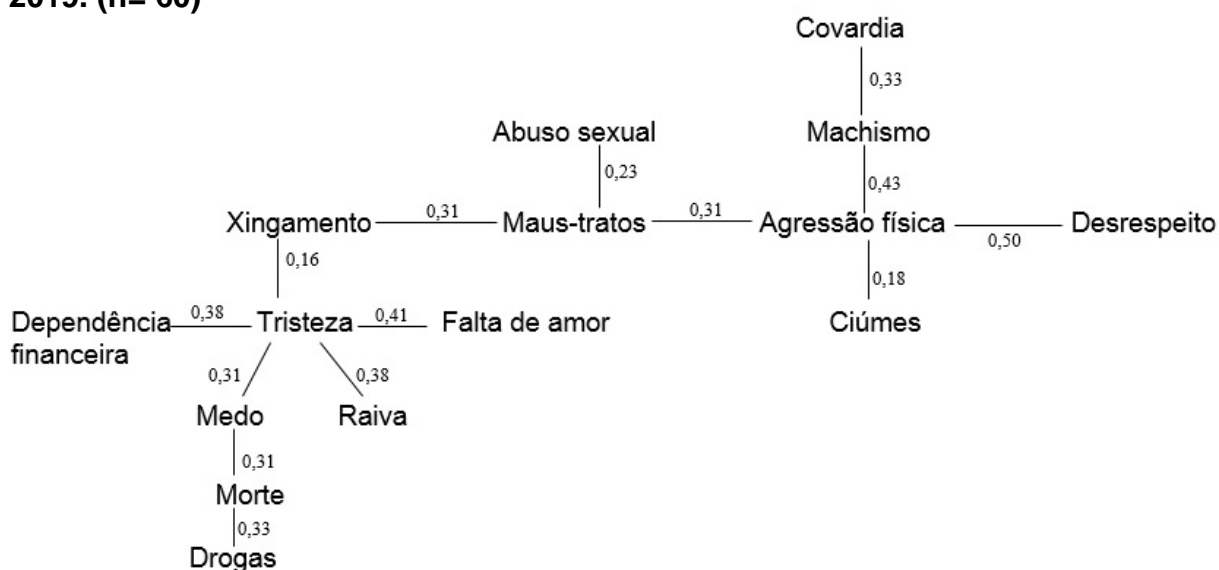 2019. (n= 60)
Covardia
0,33
Abuso sexual
Machismo
0,23
0,43
Xingamento
0,31
Maus-tratos
0,31
Agressão física
0,50
Desrespeito
0,16
0,18
Dependência
financeira
0,38
Tristeza
0,41
Falta de amor
Ciúmes
0,31
0,38
Medo
Raiva
0,31
Morte
0,33
Drogas